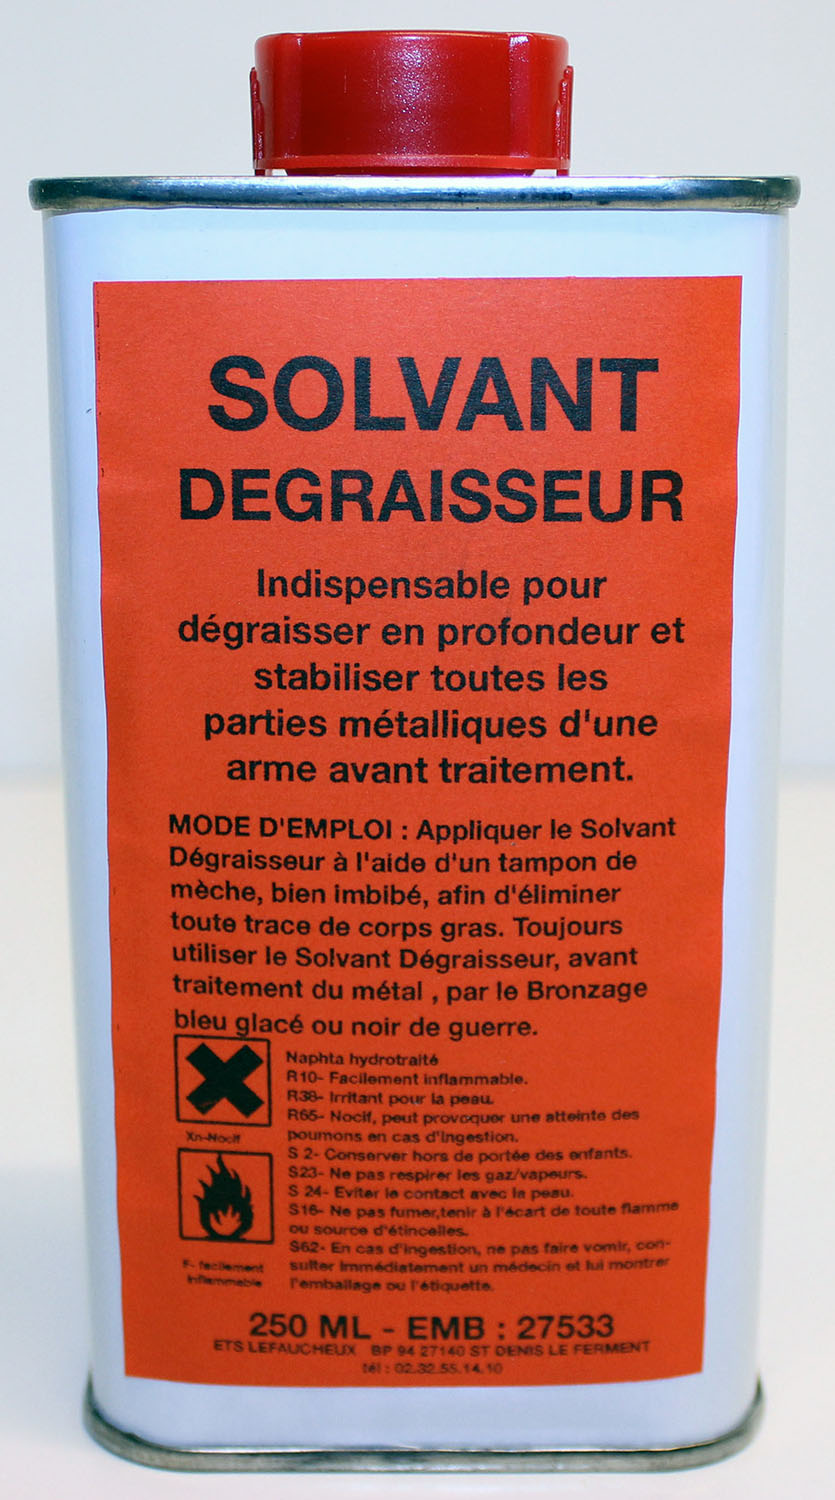 SOLVANT
DEGRAISSEUR
Indispensable pour
dégraisser en profondeur et
stabiliser toutes les
parties métalliques d'une
arme avant traitement.
MODE D'EMPLOI : Appliquer le Solvant
Dégraisseur à l'aide d'un tampon de
mèche, bien imbibé, afin d'éliminer
toute trace de corps gras. Toujours
utiliser le Solvant Dégraisseur, avant
traitement du métal , par le Bronzage
bleu glacé ou noir de guerre.
Naphta hydrotraité
R10- Facilement inflammable.
R38- Irritant pour la peau.
R65- Nocif, peut provoquer une atteinte des
poumons en cas d'ingestion.
S 2- Conserver hors de portée des enfants.
S23- Ne pas respirer les gaz/vapeurs.
S 24- Eviter le contact avec la peau.
S16- Ne pas fumer,tenir à l'écart de toute flamme
ou source d'étincelles.
S62- En cas d'ingestion, ne pas faire vomir, con-
sulter immédiatement un médecin et lui montrer
l'emballage ou l'étiquette.
Xn-Nocif
F- facilement
inflammable
250 ML - EMB : 27533
ETS LEFAUCHEUX BP 94 27140 ST DENIS LE FERMENT
tél : 02.32.55.14.10